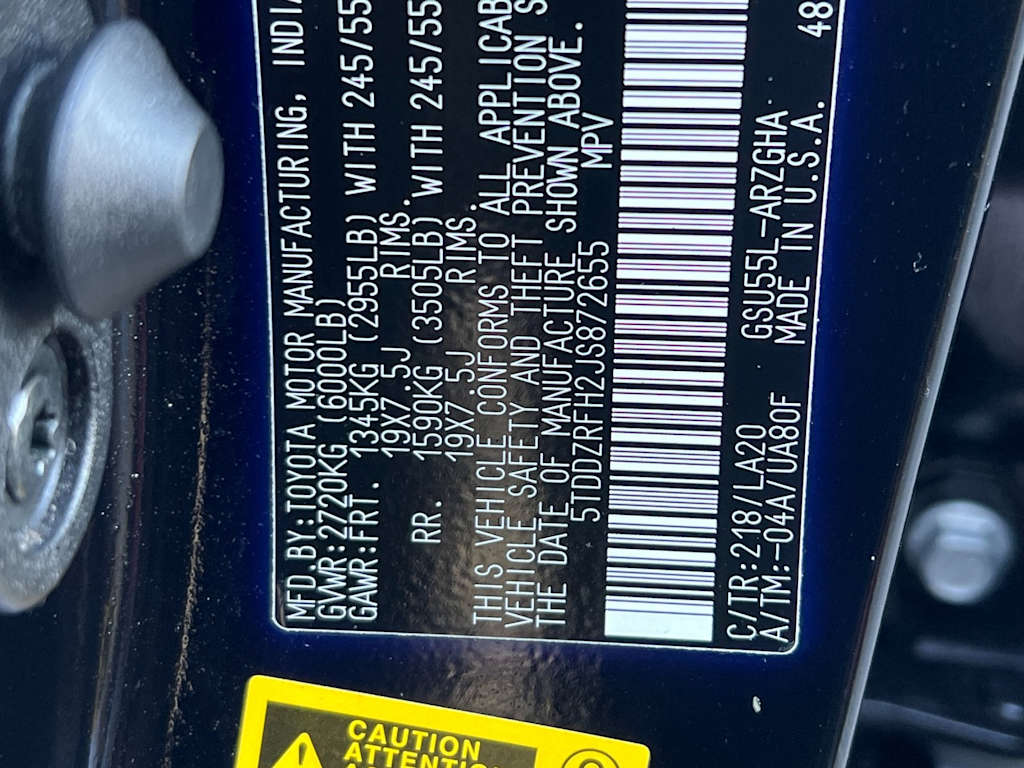 MFD.BY:TOYOTA MOTOR MANUFACTURING, INDIA
GVWR:2720KG (6000LB)
GAWR:FRT. 1345KG (2955LB) WITH 245/55
19X7.5J RIMS.
RR. 1590KG (3505LB) WITH 245/55
19X7.5J RIMS.
THIS VEHICLE CONFORMS TO ALL APPLICAB
VEHICLE SAFETY AND THEFT PREVENTION S
THE DATE OF MANUFACTURE SHOWN ABOVE.
5TDDZRFH2JS872655 MPV
C/TR:218/LA20 GSU55L-ARZGHA
A/TM:-04A/UA80F MADE IN U.S.A. 48
CAUTION
ATTENTION